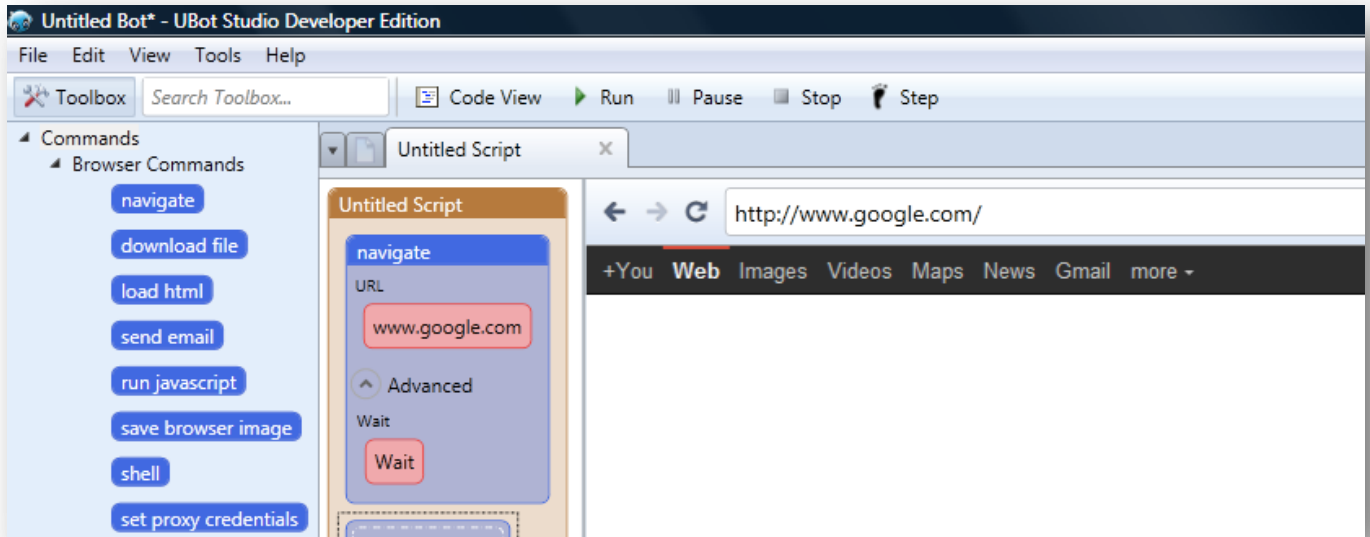 Untitled Bot* - UBot Studio Developer Edition
File Edit View Tools Help
Toolbox Search Toolbox... Code View Run Pause Stop Step
Commands
Browser Commands
navigate
download file
load html
send email
run javascript
save browser image
shell
set proxy credentials
Untitled Script
Untitled Script
navigate
URL
www.google.com
Advanced
Wait
Wait
http://www.google.com/
+You Web Images Videos Maps News Gmail more